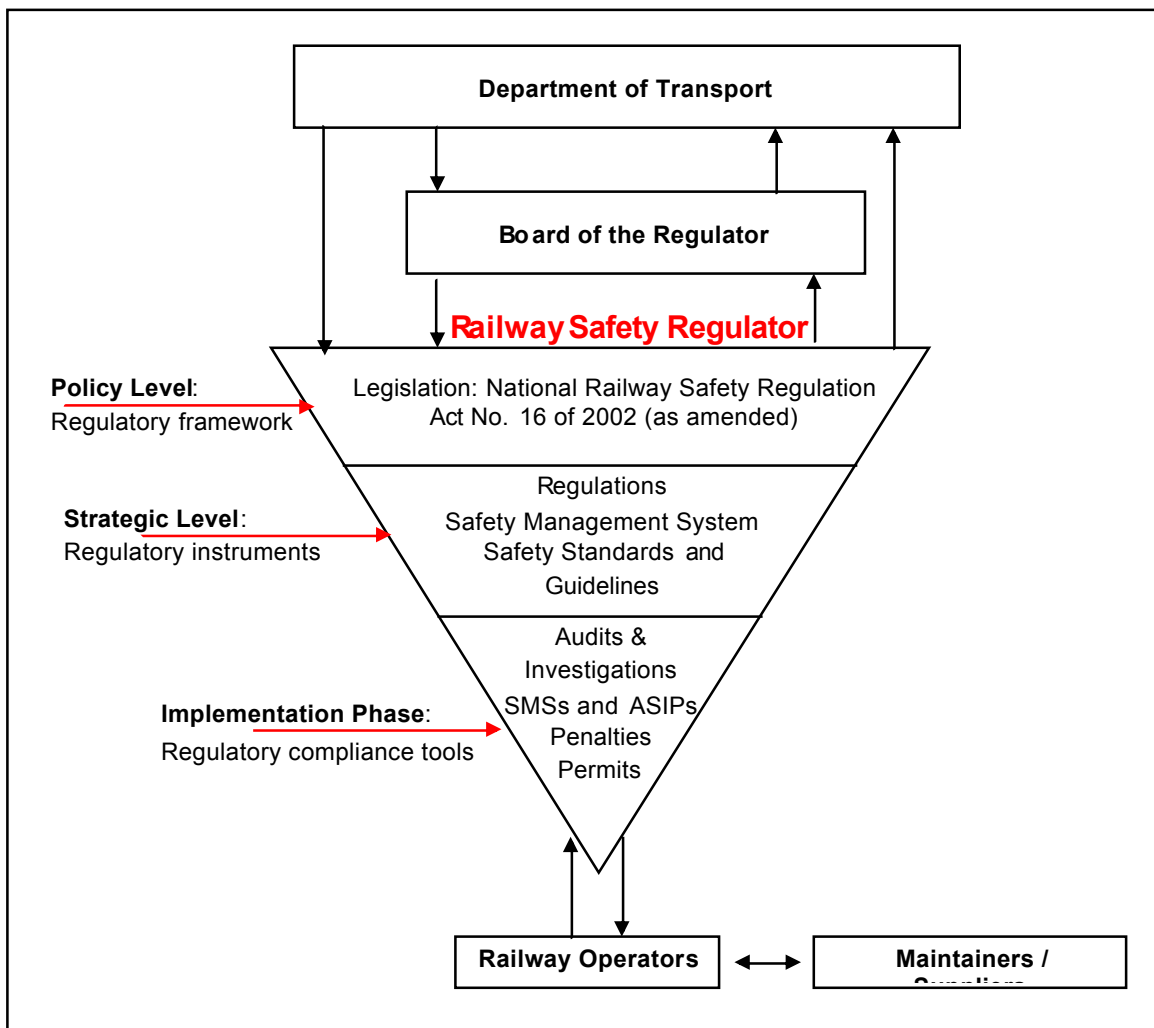 Department of Transport
Board of the Regulator
Railway Safety Regulator
Policy Level:
Regulatory framework
Legislation: National Railway Safety Regulation
Act No. 16 of 2002 (as amended)
Strategic Level:
Regulatory instruments
Regulations
Safety Management System
Safety Standards and
Guidelines
Implementation Phase:
Regulatory compliance tools
Audits &
Investigations
SMSs and ASIPs
Penalties
Permits
Railway Operators
Maintainers /